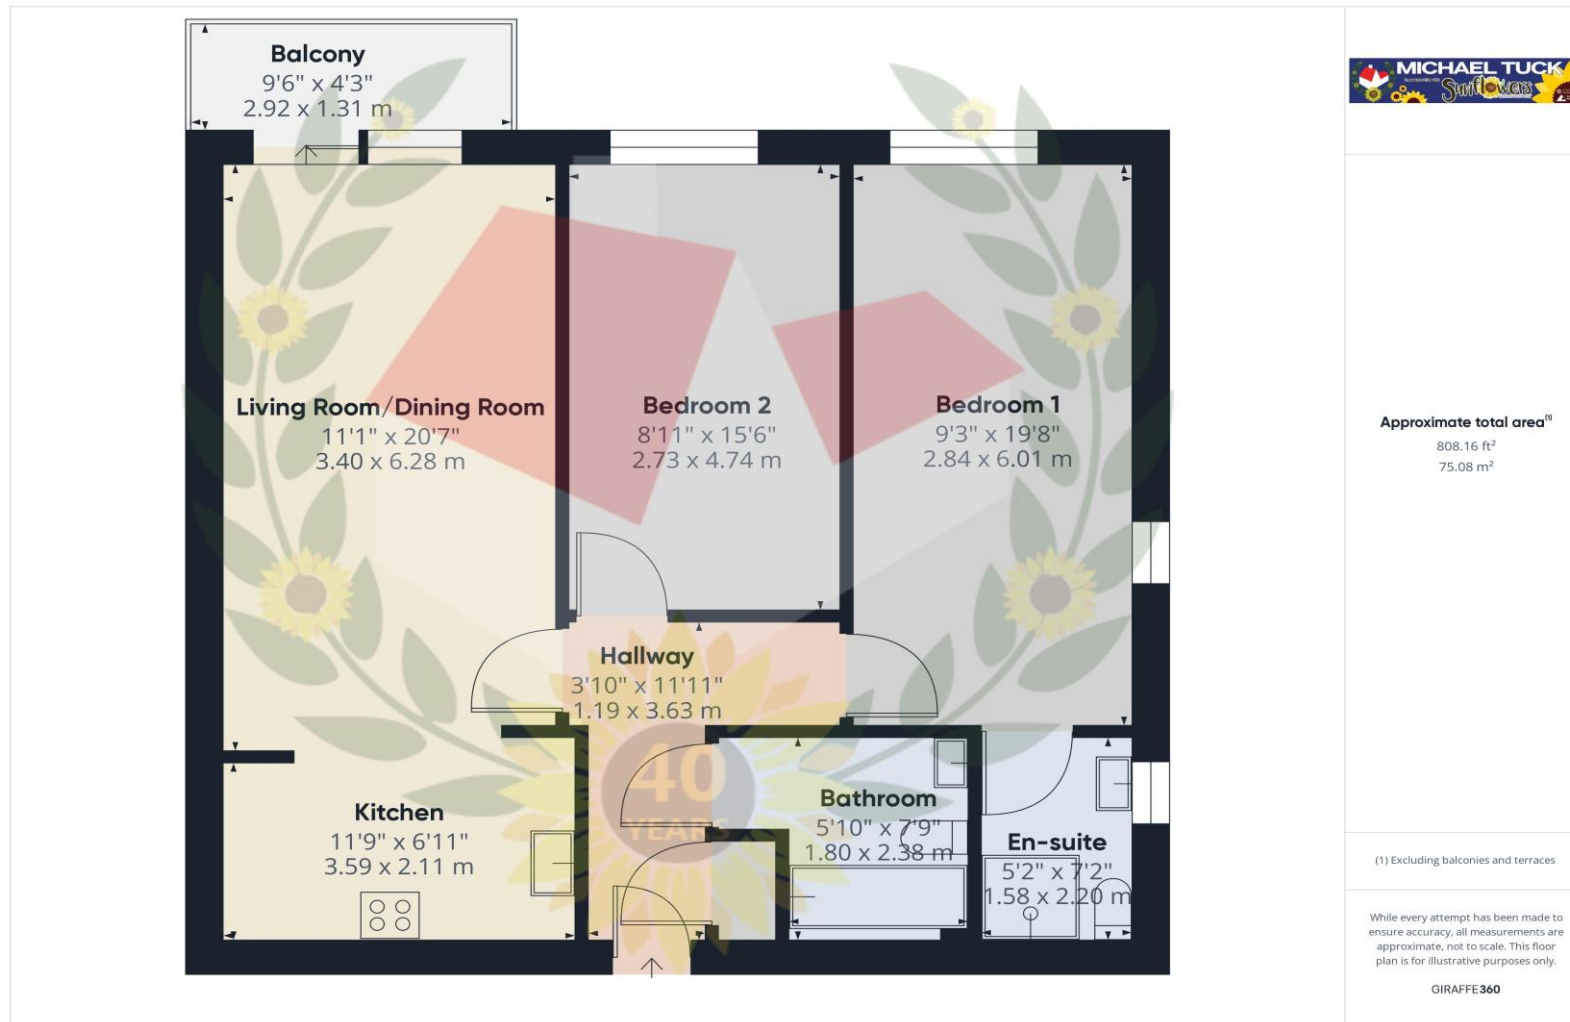 Balcony
9'6" x 4'3"
2.92 x 1.31 m
Living Room/Dining Room
11'1" x 20'7"
3.40 x 6.28 m
Bedroom 2
8'11" x 15'6"
2.73 x 4.74 m
Bedroom 1
9'3" x 19'8"
2.84 x 6.01 m
Hallway
3'10" x 11'11"
1.19 x 3.63 m
40
YEARS
Kitchen
11'9" x 6'11"
3.59 x 2.11 m
Bathroom
5'10" x 7'9"
1.80 x 2.38 m
En-suite
5'2" x 7'2"
1.58 x 2.20 m
MICHAEL TUCK
Sunflowers
Approximate total area(1)
808.16 ft²
75.08 m²
(1) Excluding balconies and terraces
While every attempt has been made to
ensure accuracy, all measurements are
approximate, not to scale. This floor
plan is for illustrative purposes only.
GIRAFFE360